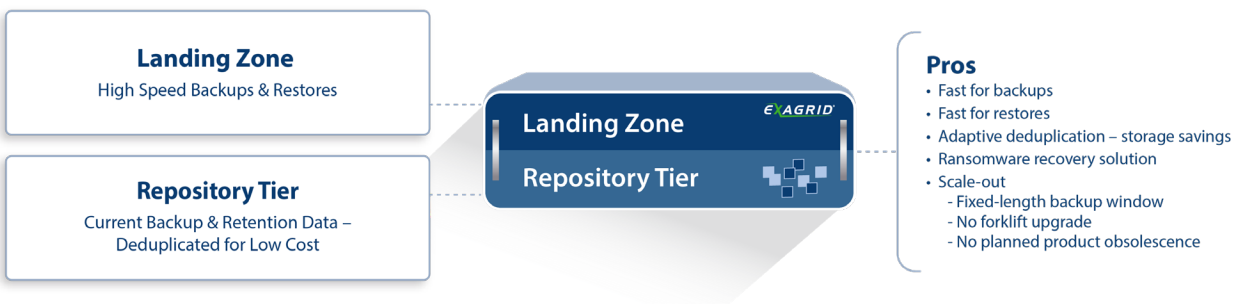 Landing Zone
High Speed Backups & Restores
Repository Tier
Current Backup & Retention Data –
Deduplicated for Low Cost
EXAGRID
Landing Zone
Repository Tier
Pros
• Fast for backups
• Fast for restores
• Adaptive deduplication – storage savings
• Ransomware recovery solution
• Scale-out
- Fixed-length backup window
- No forklift upgrade
- No planned product obsolescence